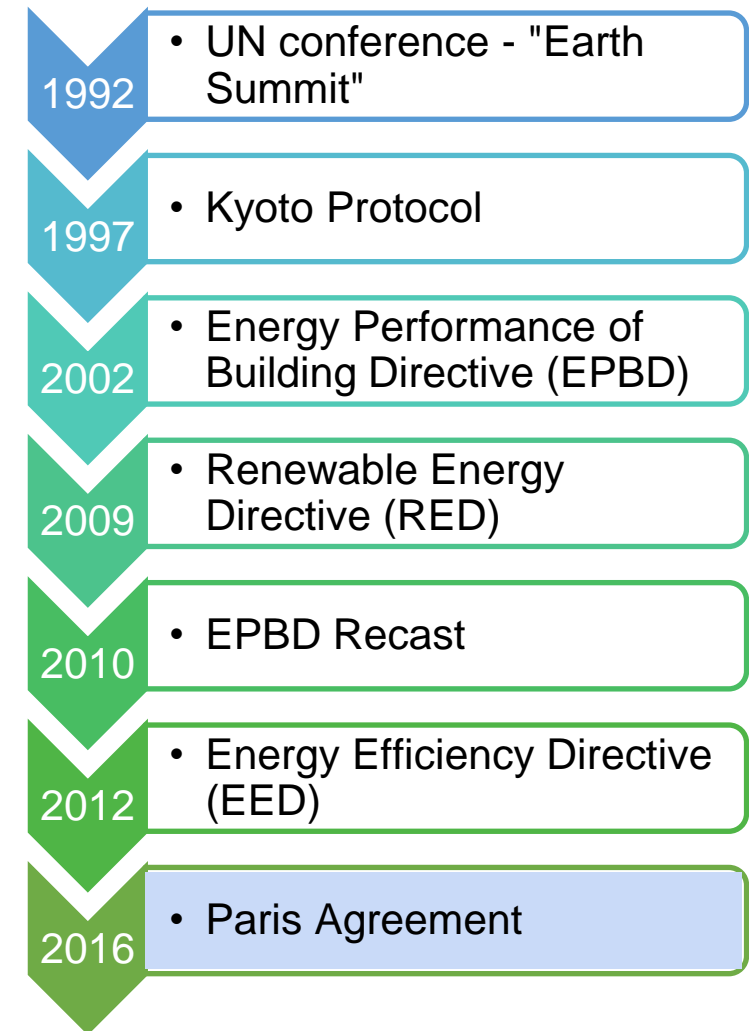 1992
• UN conference - "Earth
Summit"
1997
• Kyoto Protocol
2002
• Energy Performance of
Building Directive (EPBD)
2009
• Renewable Energy
Directive (RED)
2010
• EPBD Recast
2012
• Energy Efficiency Directive
(EED)
2016
• Paris Agreement